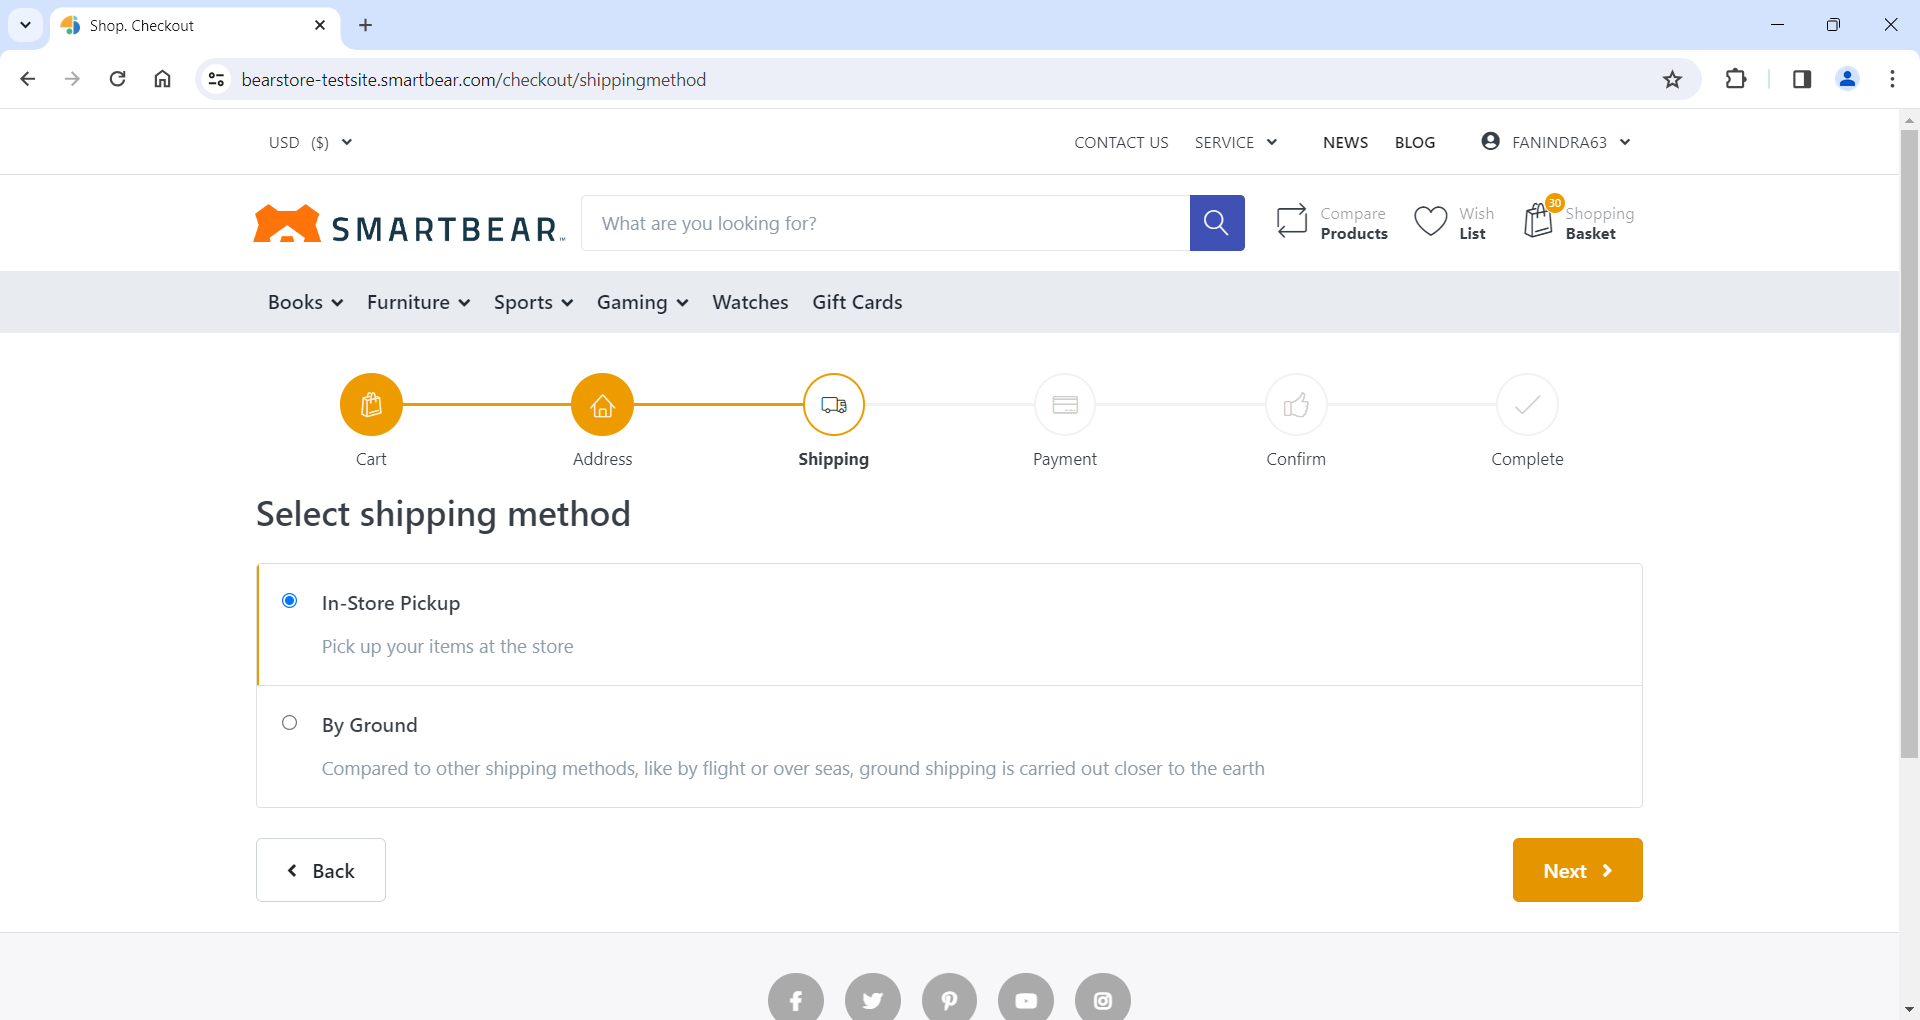 Shop. Checkout
bearstore-testsite.smartbear.com/checkout/shippingmethod
USD ($)
CONTACT US SERVICE NEWS BLOG FANINDRA63
SMARTBEAR™
What are you looking for?
Compare Products
Wish List
30
Shopping Basket
Books Furniture Sports Gaming Watches Gift Cards
Cart Address Shipping Payment Confirm Complete
Select shipping method
In-Store Pickup
Pick up your items at the store
By Ground
Compared to other shipping methods, like by flight or over seas, ground shipping is carried out closer to the earth
Back Next